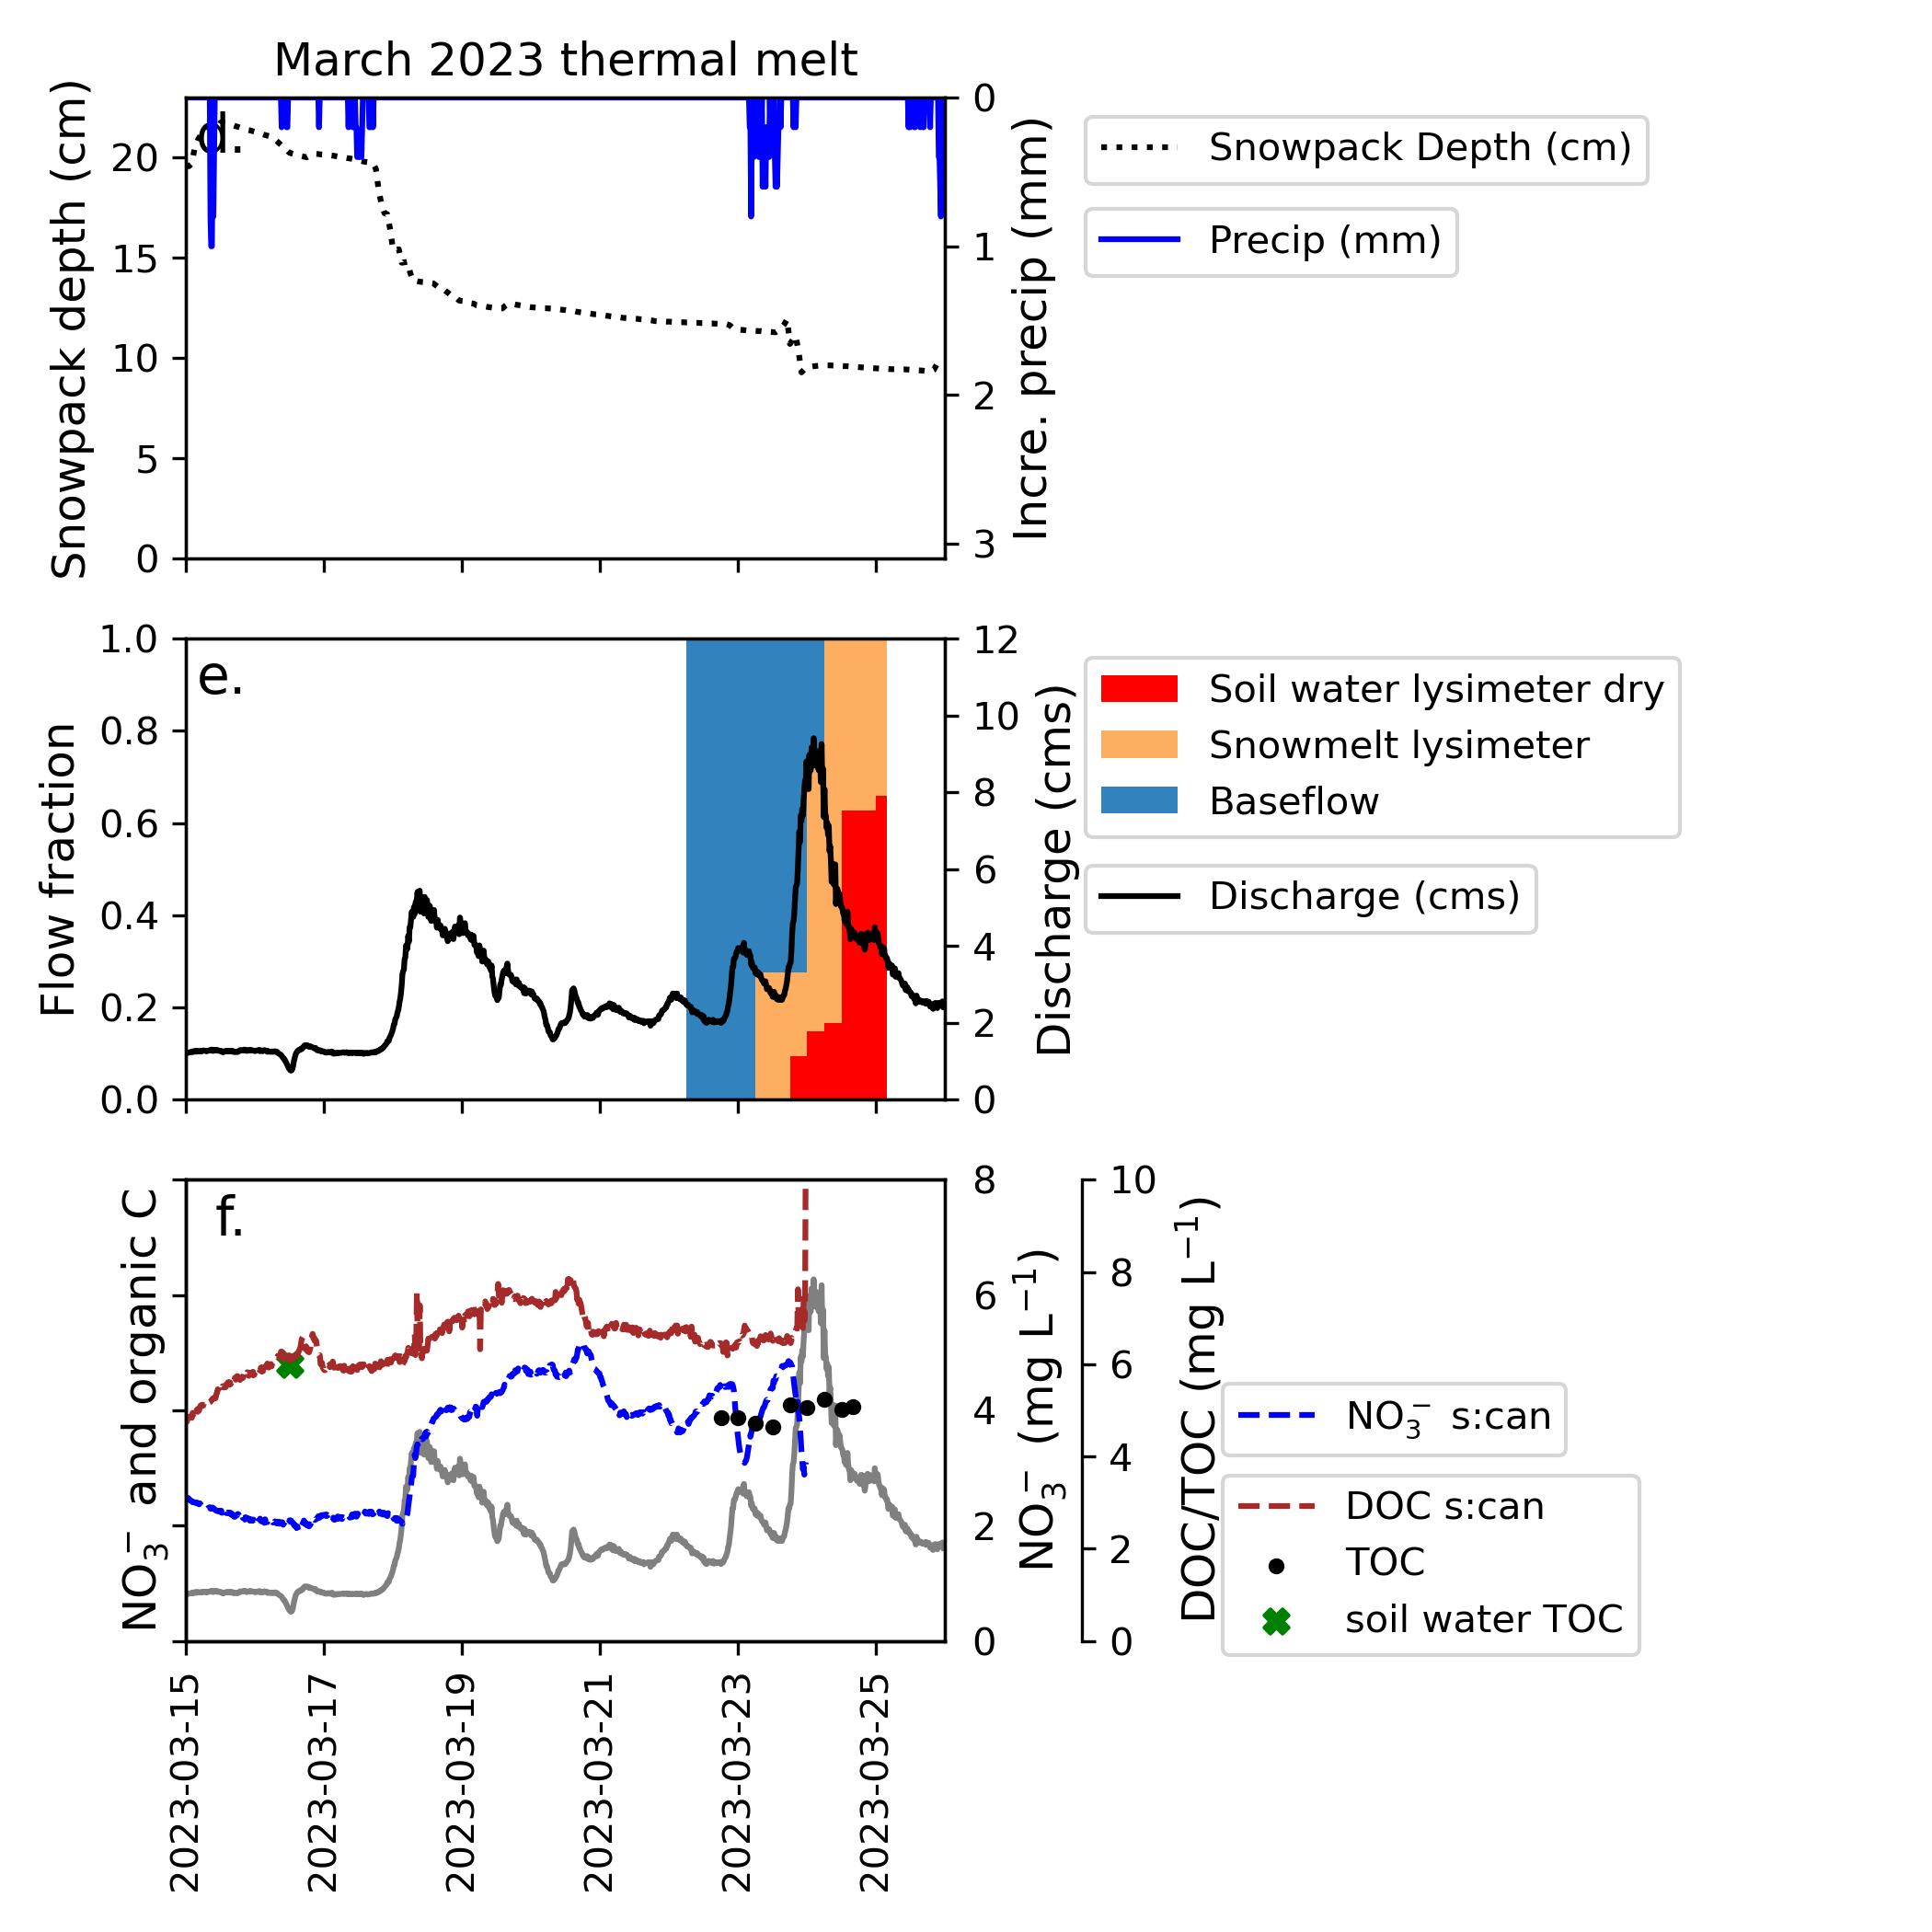 March 2023 thermal melt
d.
Snowpack depth (cm)
20
15
10
5
0
0
1
2
3
Incre. precip (mm)
Snowpack Depth (cm)
Precip (mm)
e.
Flow fraction
1.0
0.8
0.6
0.4
0.2
0.0
12
10
8
6
4
2
0
Discharge (cms)
Soil water lysimeter dry
Snowmelt lysimeter
Baseflow
Discharge (cms)
f.
NO₃⁻ and organic C
8
6
4
2
0
NO₃⁻ (mg L⁻¹)
10
8
6
4
2
0
DOC/TOC (mg L⁻¹)
NO₃⁻ s:can
DOC s:can
TOC
soil water TOC
2023-03-15
2023-03-17
2023-03-19
2023-03-21
2023-03-23
2023-03-25